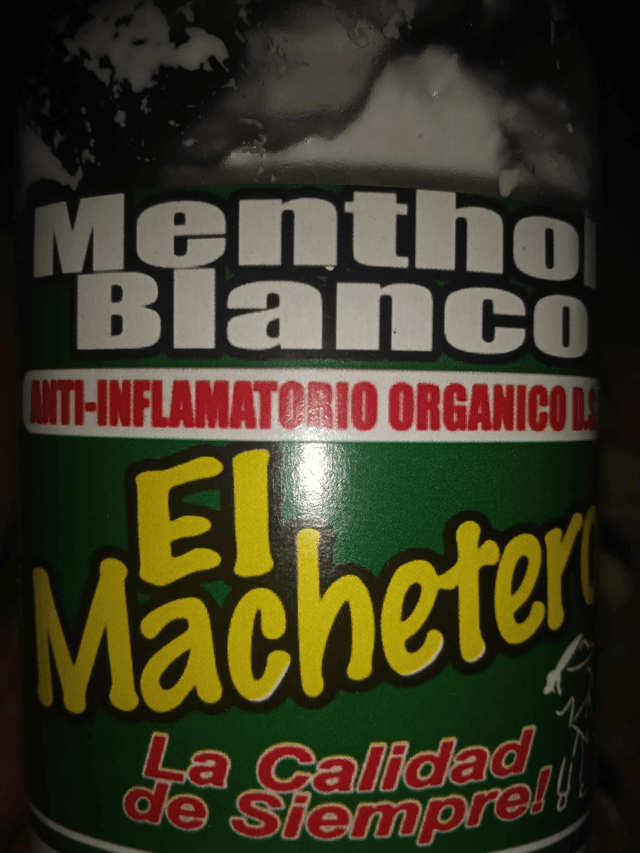 Menthol
Blanco
ANTI-INFLAMATORIO ORGANICO
El
Machetero
La Calidad
de Siempre!